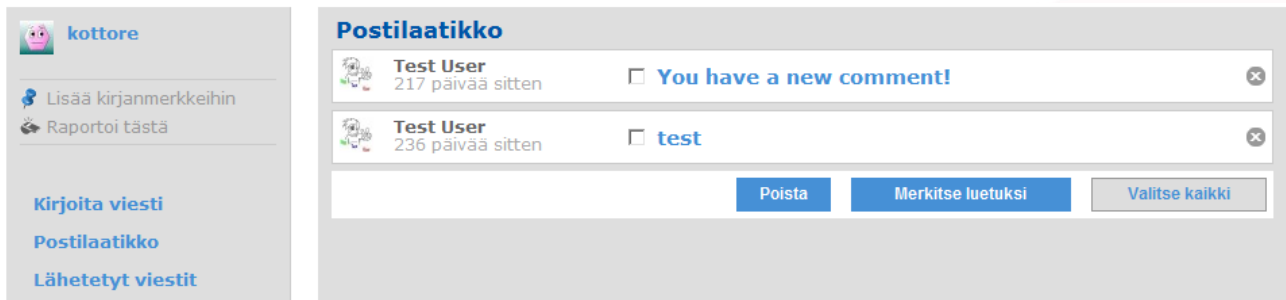 kottore
Lisää kirjanmerkkeihin
Raportoi tästä
Kirjoita viesti
Postilaatikko
Lähetetyt viestit
Postilaatikko
Test User
217 päivää sitten
You have a new comment!
Test User
236 päivää sitten
test
Poista
Merkitse luetuksi
Valitse kaikki